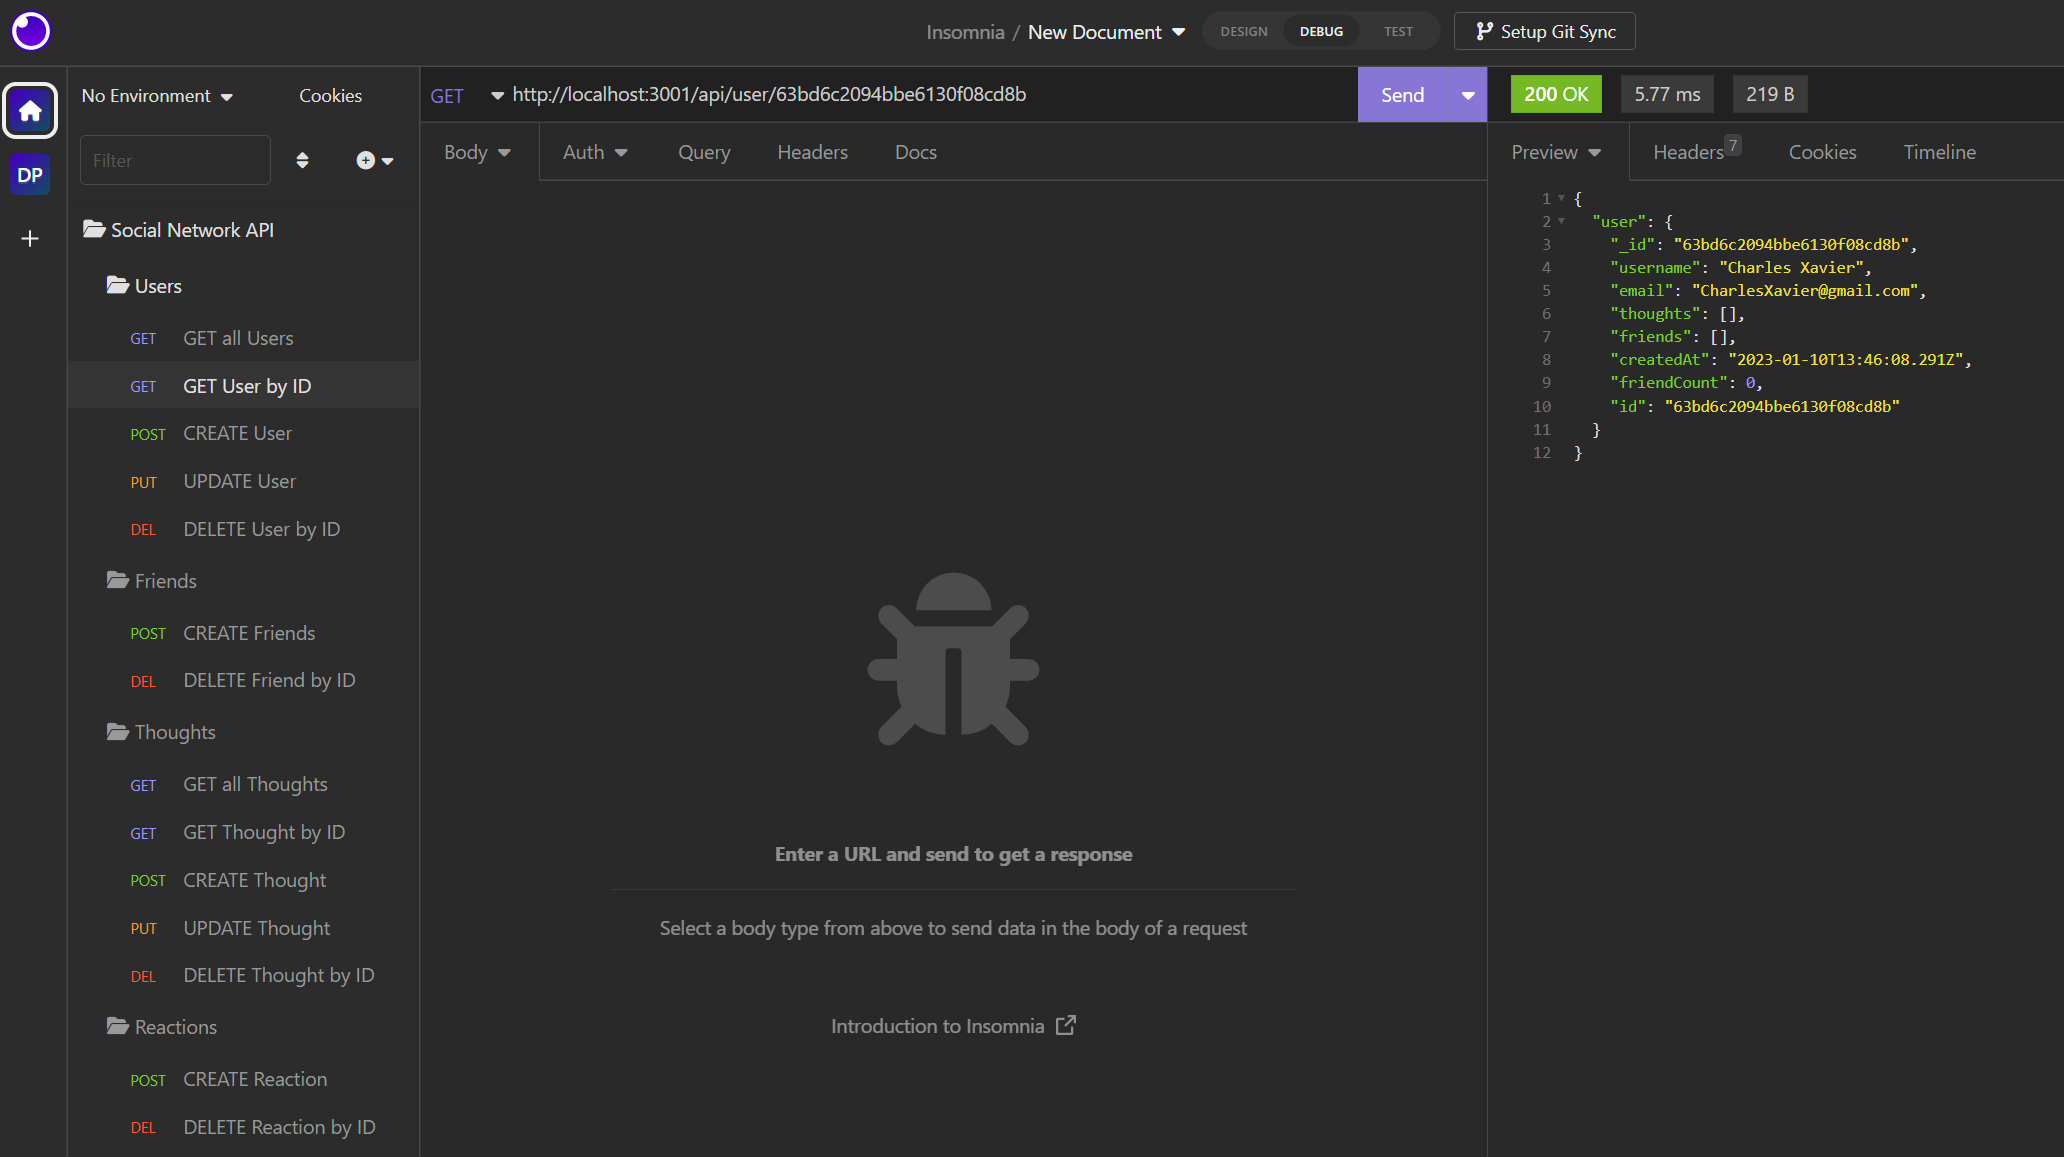 Insomnia / New Document
DESIGN DEBUG TEST
Setup Git Sync
DP
No Environment
Cookies
Filter
Social Network API
Users
GET GET all Users
GET GET User by ID
POST CREATE User
PUT UPDATE User
DEL DELETE User by ID
Friends
POST CREATE Friends
DEL DELETE Friend by ID
Thoughts
GET GET all Thoughts
GET GET Thought by ID
POST CREATE Thought
PUT UPDATE Thought
DEL DELETE Thought by ID
Reactions
POST CREATE Reaction
DEL DELETE Reaction by ID
GET http://localhost:3001/api/user/63bd6c2094bbe6130f08cd8b
Send
Body Auth Query Headers Docs
Enter a URL and send to get a response
Select a body type from above to send data in the body of a request
Introduction to Insomnia
200 OK 5.77 ms 219 B
Preview Headers 7 Cookies Timeline
1 {
2 "user": {
3 "_id": "63bd6c2094bbe6130f08cd8b",
4 "username": "Charles Xavier",
5 "email": "CharlesXavier@gmail.com",
6 "thoughts": [],
7 "friends": [],
8 "createdAt": "2023-01-10T13:46:08.291Z",
9 "friendCount": 0,
10 "id": "63bd6c2094bbe6130f08cd8b"
11 }
12 }